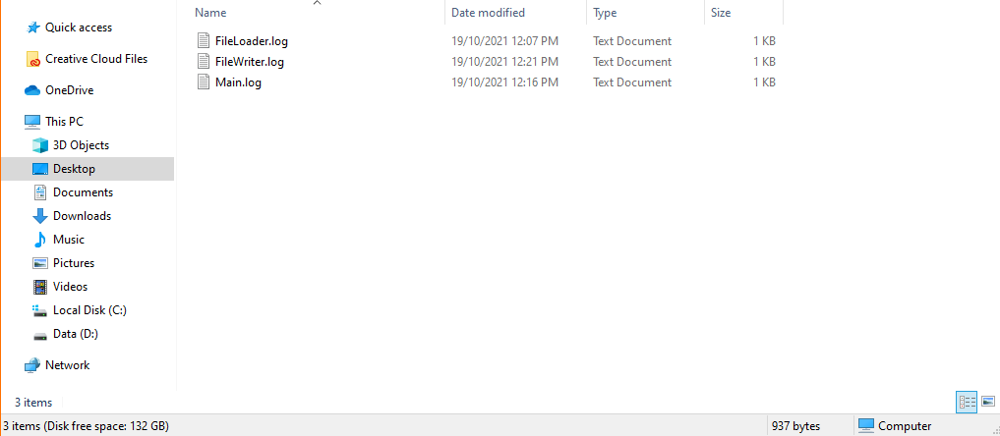 Name Date modified Type Size
Quick access
Creative Cloud Files
OneDrive
This PC
3D Objects
Desktop
Documents
Downloads
Music
Pictures
Videos
Local Disk (C:)
Data (D:)
Network
FileLoader.log 19/10/2021 12:07 PM Text Document 1 KB
FileWriter.log 19/10/2021 12:21 PM Text Document 1 KB
Main.log 19/10/2021 12:16 PM Text Document 1 KB
3 items
3 items (Disk free space: 132 GB) 937 bytes Computer